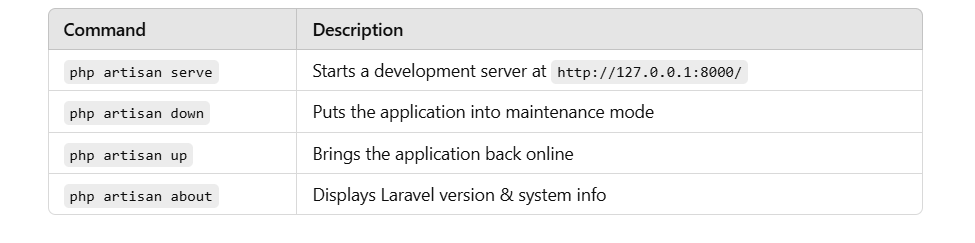 Command Description
php artisan serve Starts a development server at http://127.0.0.1:8000/
php artisan down Puts the application into maintenance mode
php artisan up Brings the application back online
php artisan about Displays Laravel version & system info